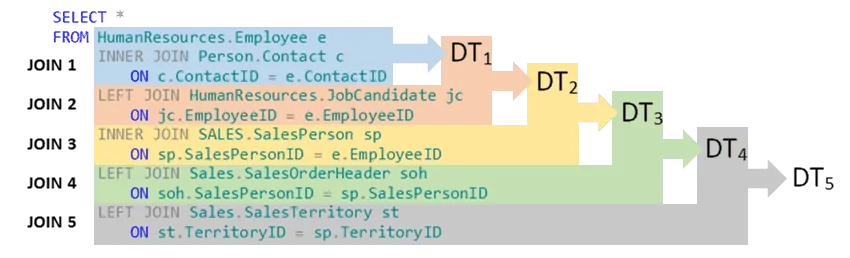 SELECT *
FROM HumanResources.Employee e
JOIN 1 INNER JOIN Person.Contact c
ON c.ContactID = e.ContactID
DT1
JOIN 2 LEFT JOIN HumanResources.JobCandidate jc
ON jc.EmployeeID = e.EmployeeID
DT2
JOIN 3 INNER JOIN SALES.SalesPerson sp
ON sp.SalesPersonID = e.EmployeeID
DT3
JOIN 4 LEFT JOIN Sales.SalesOrderHeader soh
ON soh.SalesPersonID = sp.SalesPersonID
DT4
JOIN 5 LEFT JOIN Sales.SalesTerritory st
ON st.TerritoryID = sp.TerritoryID
DT5